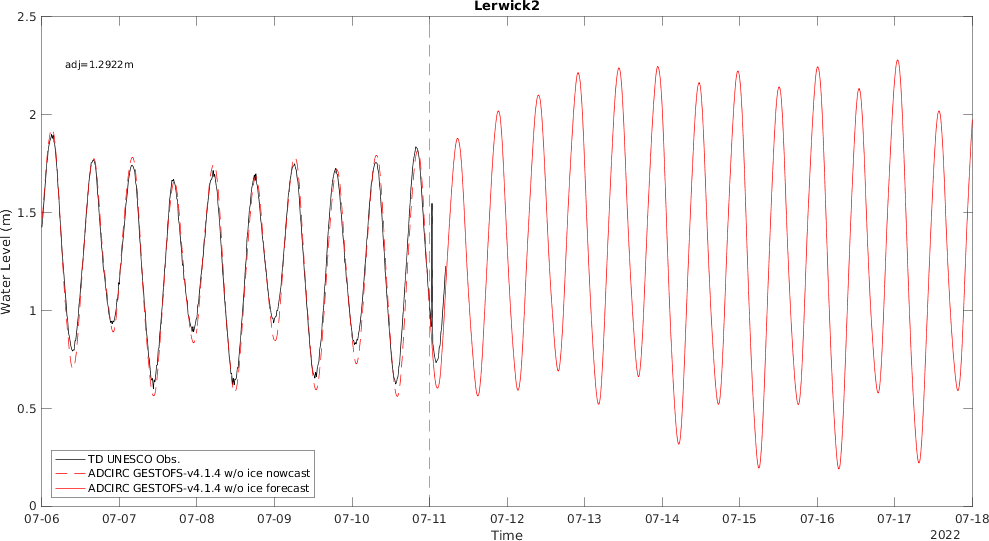 Lerwick2
adj=1.2922m
2.5
2
1.5
1
0.5
0
Water Level (m)
TD UNESCO Obs.
ADCIRC GESTOFS-v4.1.4 w/o ice nowcast
ADCIRC GESTOFS-v4.1.4 w/o ice forecast
07-06 07-07 07-08 07-09 07-10 07-11 07-12 07-13 07-14 07-15 07-16 07-17 07-18
Time
2022